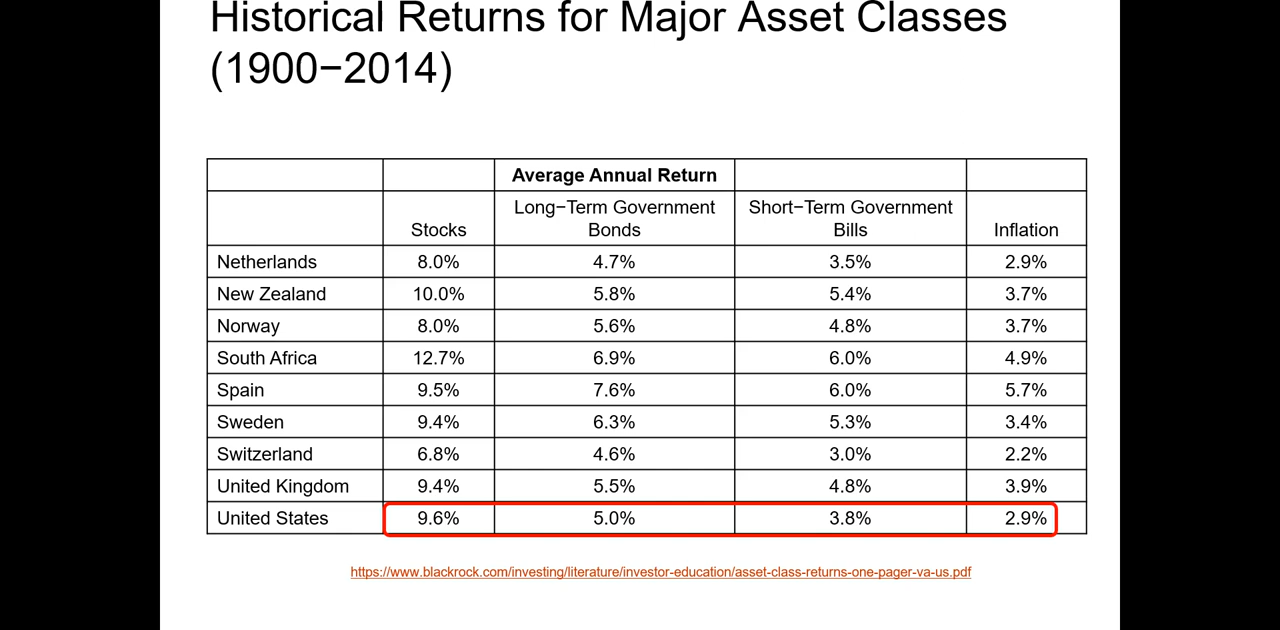 Historical Returns for Major Asset Classes
(1900−2014)
Average Annual Return
Stocks Long−Term Government Bonds Short−Term Government Bills Inflation
Netherlands 8.0% 4.7% 3.5% 2.9%
New Zealand 10.0% 5.8% 5.4% 3.7%
Norway 8.0% 5.6% 4.8% 3.7%
South Africa 12.7% 6.9% 6.0% 4.9%
Spain 9.5% 7.6% 6.0% 5.7%
Sweden 9.4% 6.3% 5.3% 3.4%
Switzerland 6.8% 4.6% 3.0% 2.2%
United Kingdom 9.4% 5.5% 4.8% 3.9%
United States 9.6% 5.0% 3.8% 2.9%
https://www.blackrock.com/investing/literature/investor-education/asset-class-returns-one-pager-va-us.pdf